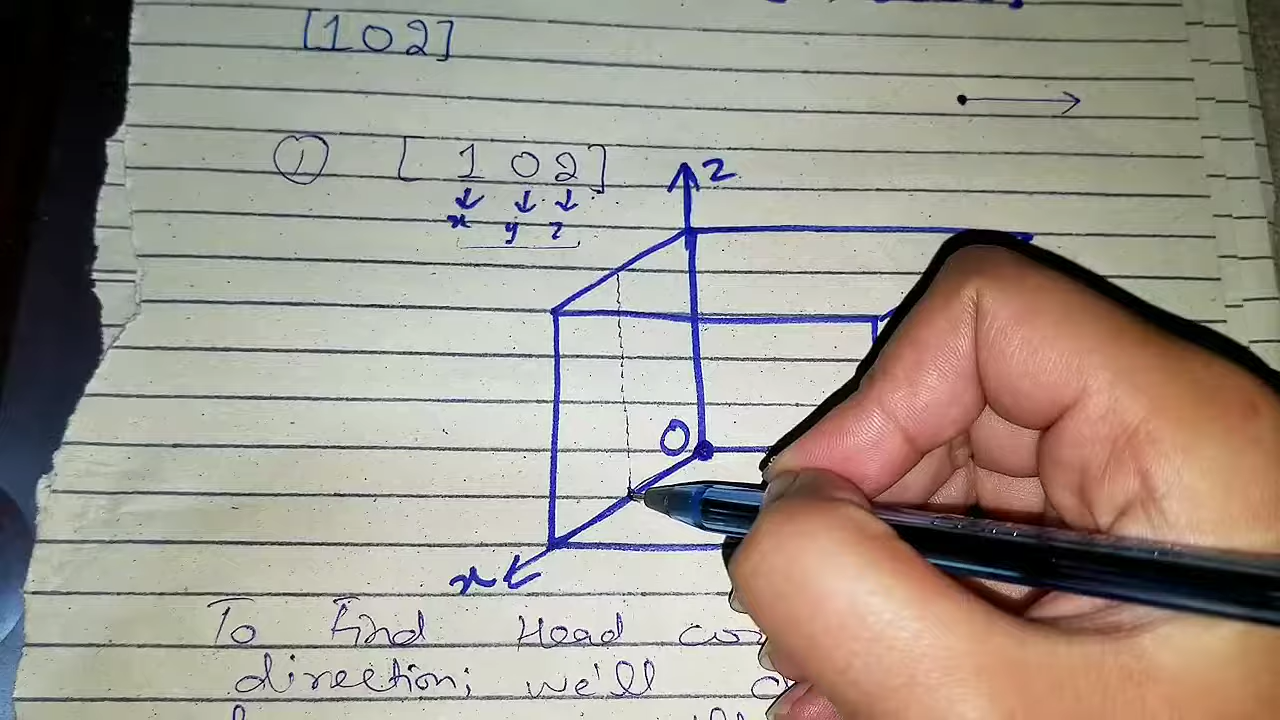 [1 0 2]
① [ 1 0 2 ]
x y z
z
O
x
To Find Head
direction; we'll